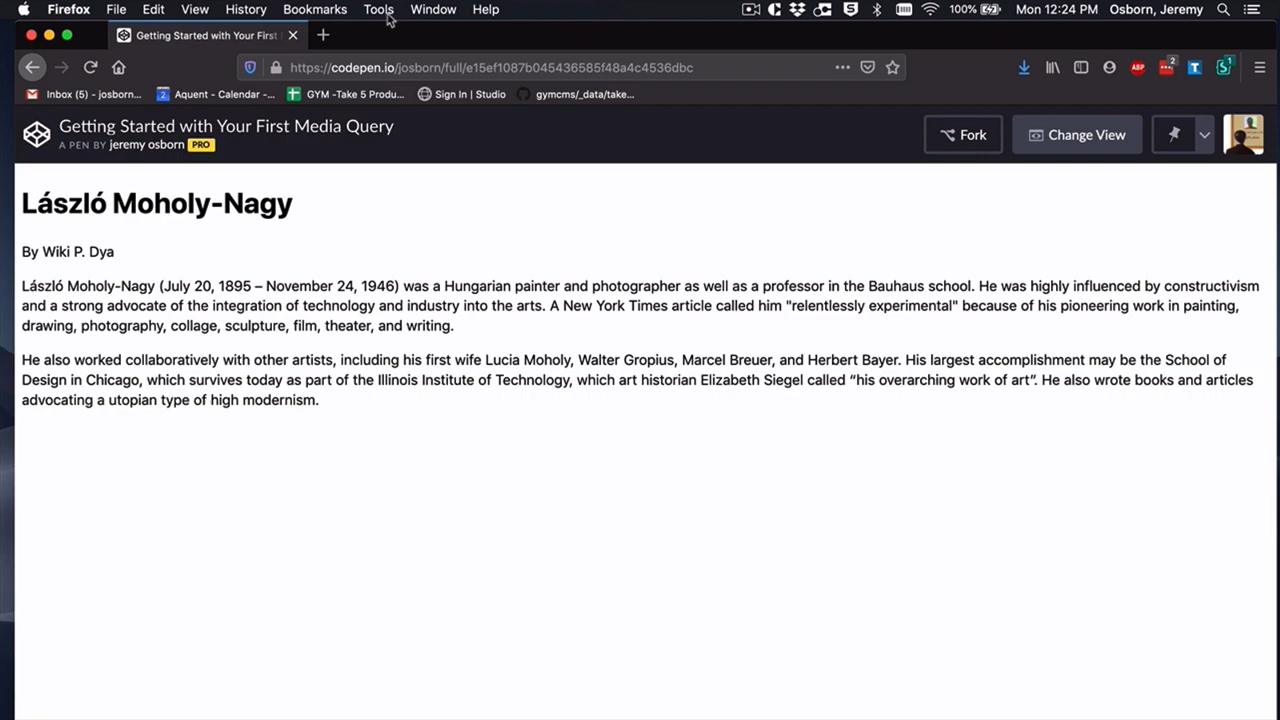 Firefox File Edit View History Bookmarks Tools Window Help 100% Mon 12:24 PM Osborn, Jeremy
Getting Started with Your First
https://codepen.io/josborn/full/e15ef1087b045436585f48a4c4536dbc ABP 2 T S 1
Inbox (5) - josborn... 2 Aquent - Calendar -... GYM -Take 5 Produ... Sign In | Studio gymcms/_data/take...
Getting Started with Your First Media Query
A PEN BY jeremy osborn PRO
Fork Change View
László Moholy-Nagy
By Wiki P. Dya
László Moholy-Nagy (July 20, 1895 – November 24, 1946) was a Hungarian painter and photographer as well as a professor in the Bauhaus school. He was highly influenced by constructivism
and a strong advocate of the integration of technology and industry into the arts. A New York Times article called him "relentlessly experimental" because of his pioneering work in painting,
drawing, photography, collage, sculpture, film, theater, and writing.
He also worked collaboratively with other artists, including his first wife Lucia Moholy, Walter Gropius, Marcel Breuer, and Herbert Bayer. His largest accomplishment may be the School of
Design in Chicago, which survives today as part of the Illinois Institute of Technology, which art historian Elizabeth Siegel called “his overarching work of art”. He also wrote books and articles
advocating a utopian type of high modernism.